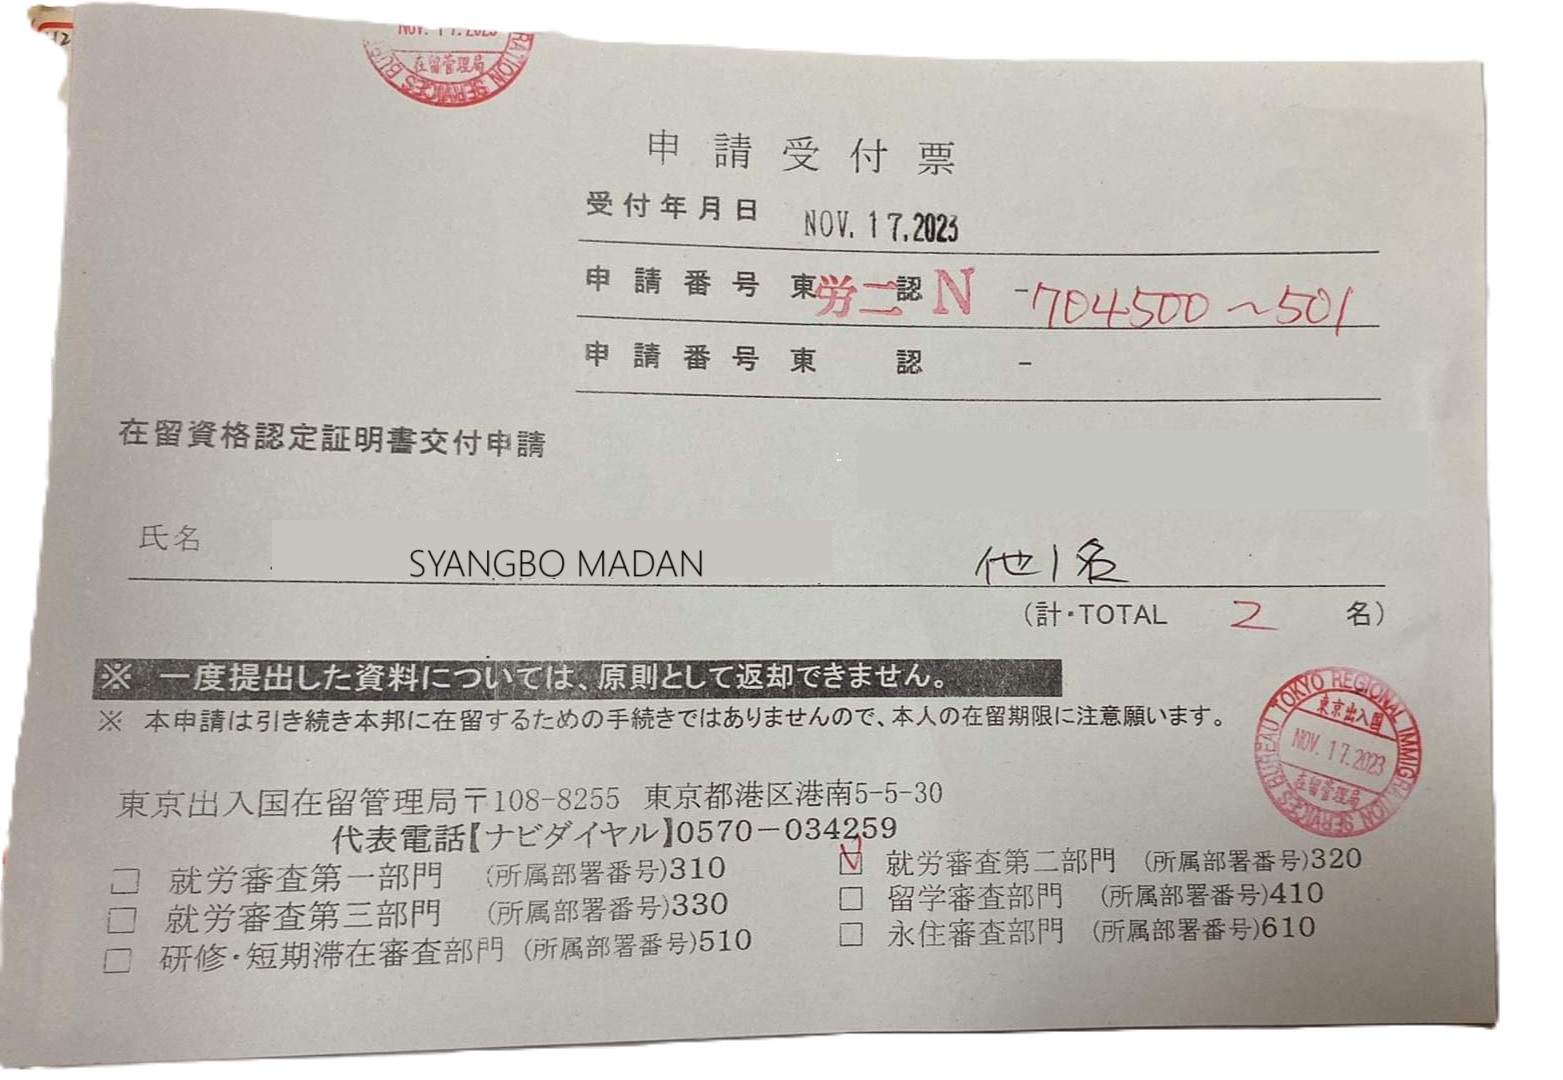 NOV. 17.2023
在留管理局
RATION SERVICES BU
申請受付票
受付年月日 NOV. 17.2023
申請番号 東労二認N -704500～501
申請番号 東 認 -
在留資格認定証明書交付申請
氏名 SYANGBO MADAN 他1名
(計・TOTAL 2 名)
※ 一度提出した資料については、原則として返却できません。
※ 本申請は引き続き本邦に在留するための手続きではありませんので、本人の在留期限に注意願います。
TOKYO REGIONAL IMMIGRATION SERVICES BUREAU
東京出入国
NOV. 17.2023
在留管理局
東京出入国在留管理局〒108-8255 東京都港区港南5-5-30
代表電話【ナビダイヤル】0570－034259
□ 就労審査第一部門 (所属部署番号)310
☑ 就労審査第二部門 (所属部署番号)320
□ 就労審査第三部門 (所属部署番号)330
□ 留学審査部門 (所属部署番号)410
□ 研修・短期滞在審査部門 (所属部署番号)510
□ 永住審査部門 (所属部署番号)610